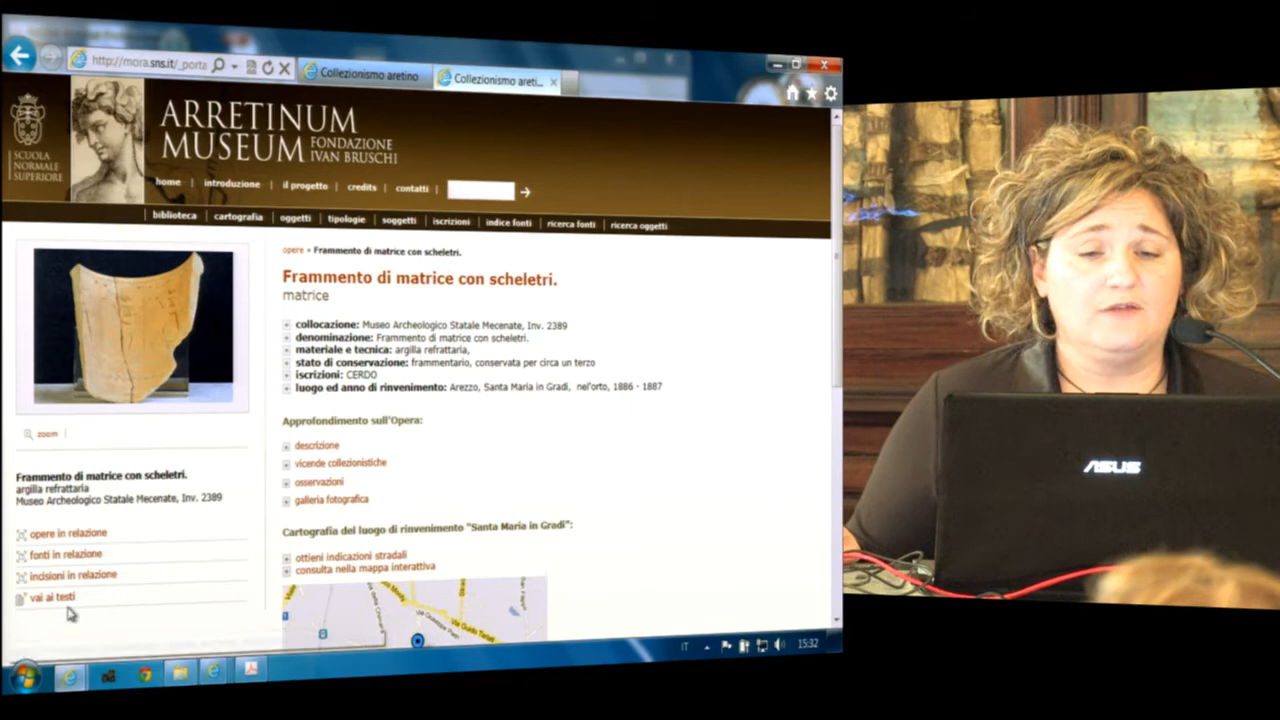 http://mora.sns.it/_porta
Collezionismo aretino
Collezionismo areti...
SCUOLA
NORMALE
SUPERIORE
ARRETINUM
MUSEUM FONDAZIONE
IVAN BRUSCHI
home | introduzione | il progetto | credits | contatti |
biblioteca | cartografia | oggetti | tipologie | soggetti | iscrizioni | indice fonti | ricerca fonti | ricerca oggetti
opere » Frammento di matrice con scheletri.
Frammento di matrice con scheletri.
matrice
collocazione: Museo Archeologico Statale Mecenate, Inv. 2389
denominazione: Frammento di matrice con scheletri.
materiale e tecnica: argilla refrattaria,
stato di conservazione: frammentario, conservata per circa un terzo
iscrizioni: CERDO
luogo ed anno di rinvenimento: Arezzo, Santa Maria in Gradi, nel'orto, 1886 - 1887
Approfondimento sull'Opera:
descrizione
vicende collezionistiche
osservazioni
galleria fotografica
Cartografia del luogo di rinvenimento "Santa Maria in Gradi":
ottieni indicazioni stradali
consulta nella mappa interattiva
zoom
Frammento di matrice con scheletri.
argilla refrattaria
Museo Archeologico Statale Mecenate, Inv. 2389
opere in relazione
fonti in relazione
incisioni in relazione
vai ai testi
Via Guido Tarlati
IT
15:32
ASUS